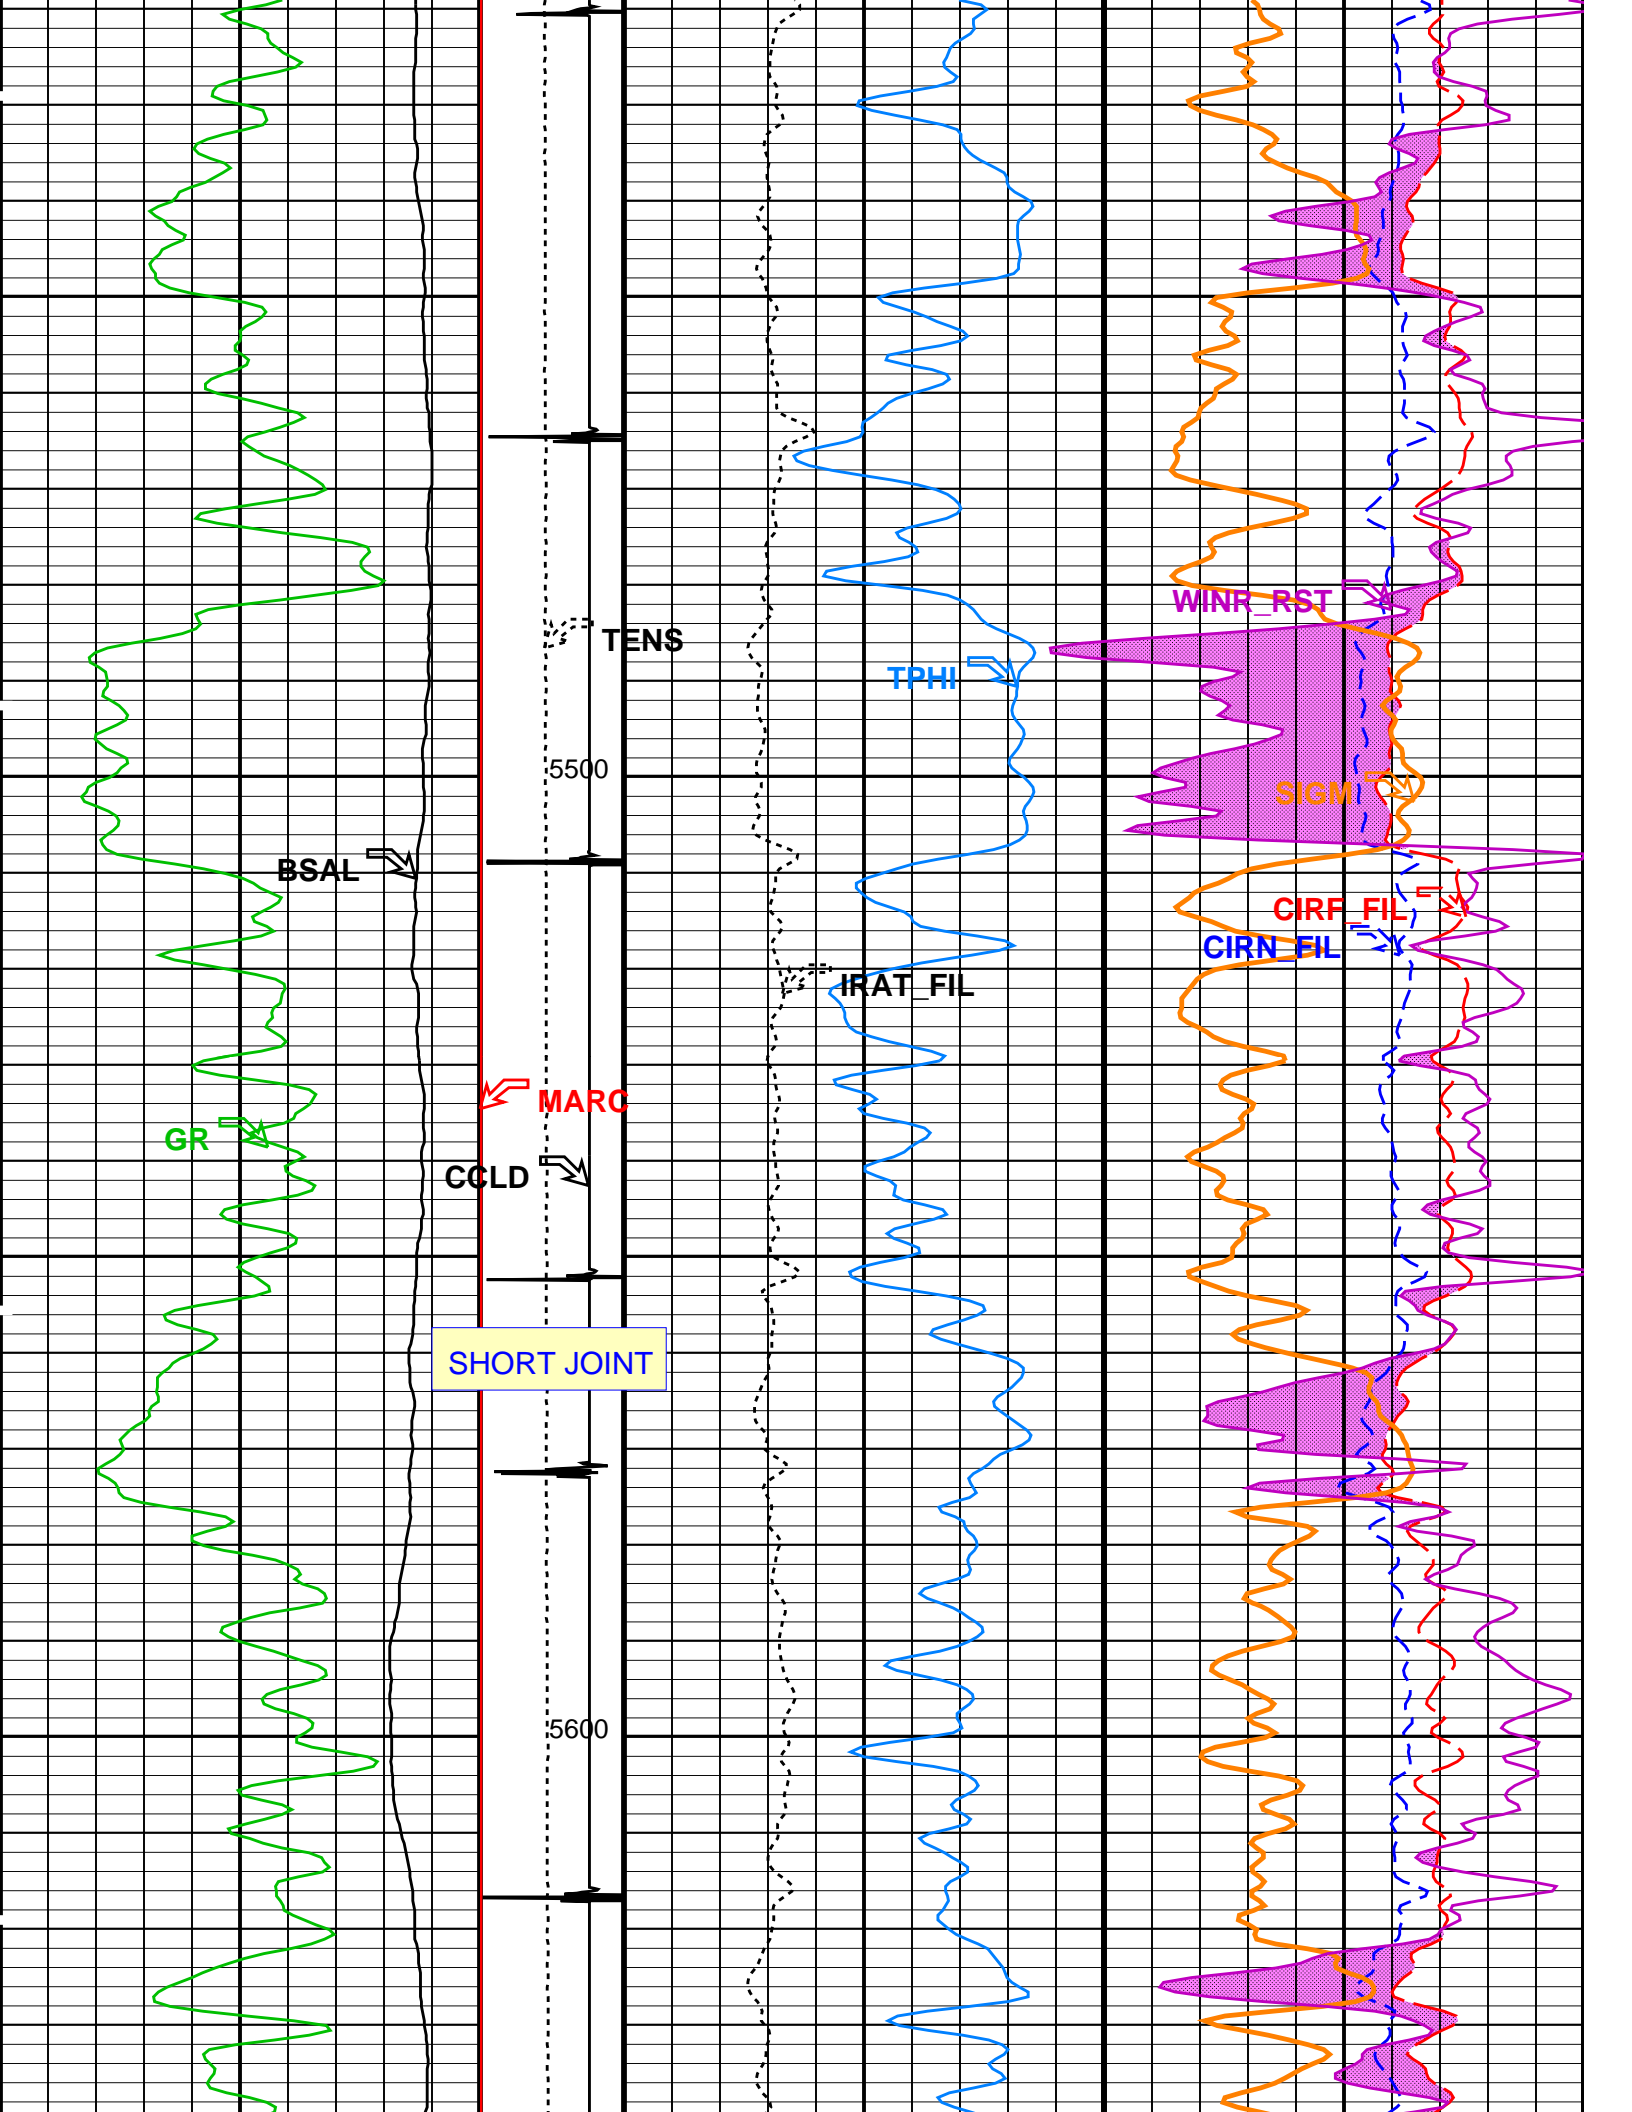 WINR_RST
TENS
TPHI
5500
SIGM
BSAL
CIRF_FIL
CIRN_FIL
IRAT_FIL
MARC
GR
CCLD
SHORT JOINT
5600